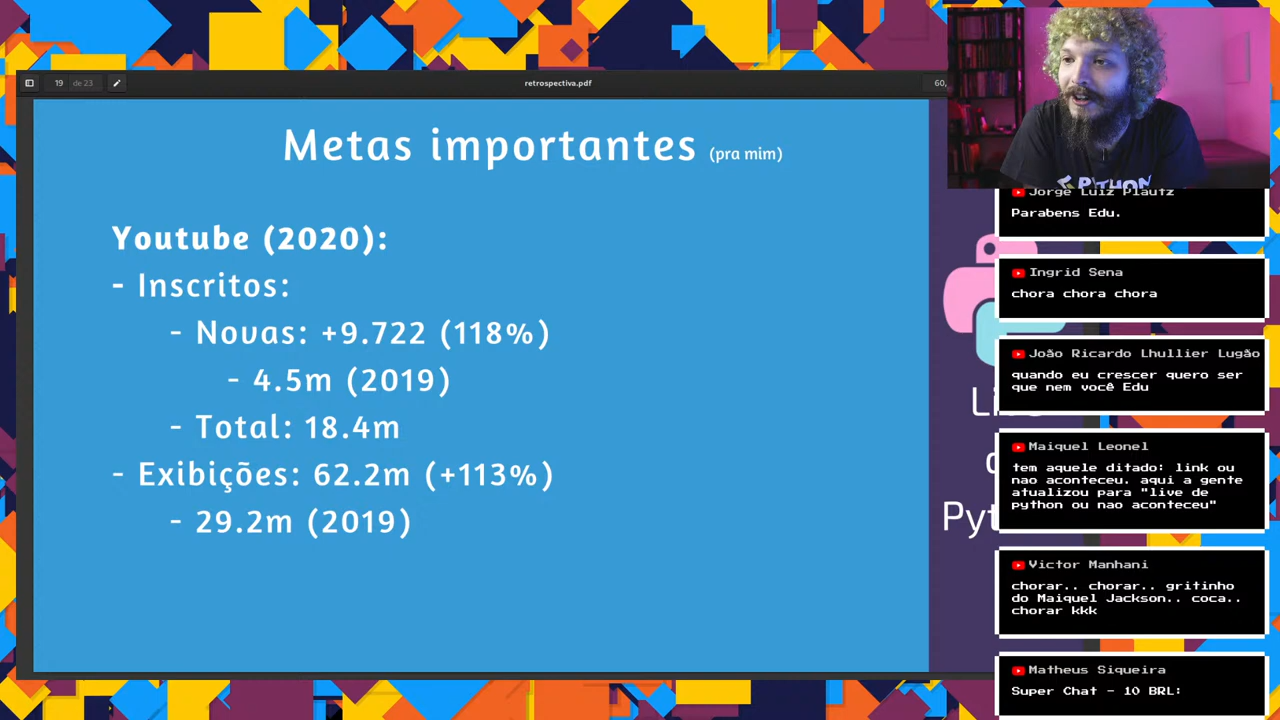 19 de 23
retrospectiva.pdf
60,
Metas importantes (pra mim)
Youtube (2020):
- Inscritos:
- Novas: +9.722 (118%)
- 4.5m (2019)
- Total: 18.4m
- Exibições: 62.2m (+113%)
- 29.2m (2019)
PYTHON
Jorge Luiz Plautz
Parabens Edu.
Ingrid Sena
chora chora chora
João Ricardo Lhullier Lugão
quando eu crescer quero ser
que nem você Edu
Maiquel Leonel
tem aquele ditado: link ou
nao aconteceu. aqui a gente
atualizou para "live de
python ou nao aconteceu"
Victor Manhani
chorar.. chorar.. gritinho
do Maiquel Jackson.. coca..
chorar kkk
Matheus Siqueira
Super Chat - 10 BRL: